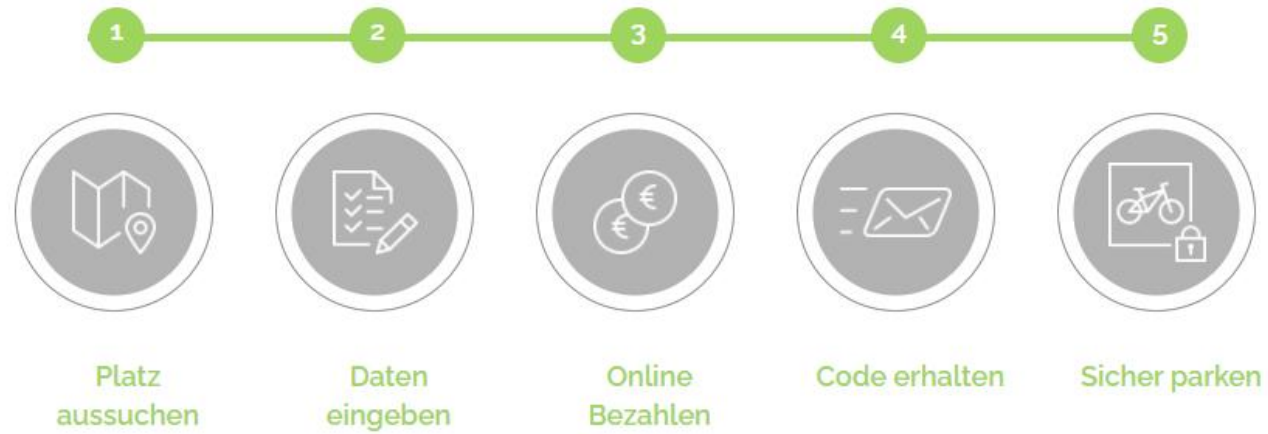 1 2 3 4 5
Platz
aussuchen
Daten
eingeben
Online
Bezahlen
Code erhalten
Sicher parken